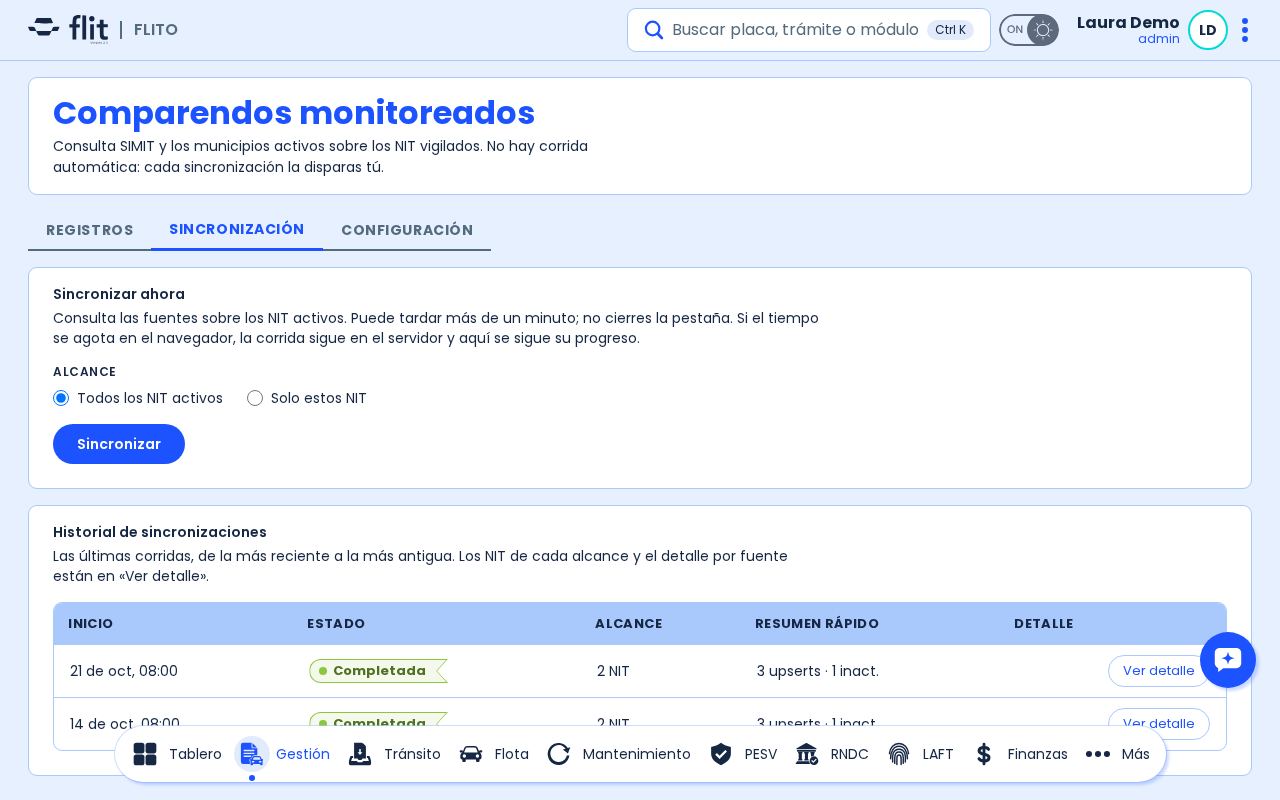 flit | FLITO
Buscar placa, trámite o módulo Ctrl K
ON
Laura Demo
admin
LD
Comparendos monitoreados
Consulta SIMIT y los municipios activos sobre los NIT vigilados. No hay corrida
automática: cada sincronización la disparas tú.
REGISTROS SINCRONIZACIÓN CONFIGURACIÓN
Sincronizar ahora
Consulta las fuentes sobre los NIT activos. Puede tardar más de un minuto; no cierres la pestaña. Si el tiempo
se agota en el navegador, la corrida sigue en el servidor y aquí se sigue su progreso.
ALCANCE
Todos los NIT activos Solo estos NIT
Sincronizar
Historial de sincronizaciones
Las últimas corridas, de la más reciente a la más antigua. Los NIT de cada alcance y el detalle por fuente
están en «Ver detalle».
INICIO ESTADO ALCANCE RESUMEN RÁPIDO DETALLE
21 de oct, 08:00 Completada 2 NIT 3 upserts · 1 inact. Ver detalle
14 de oct, 08:00 Completada 2 NIT 3 upserts · 1 inact. Ver detalle
Tablero Gestión Tránsito Flota Mantenimiento PESV RNDC LAFT Finanzas Más